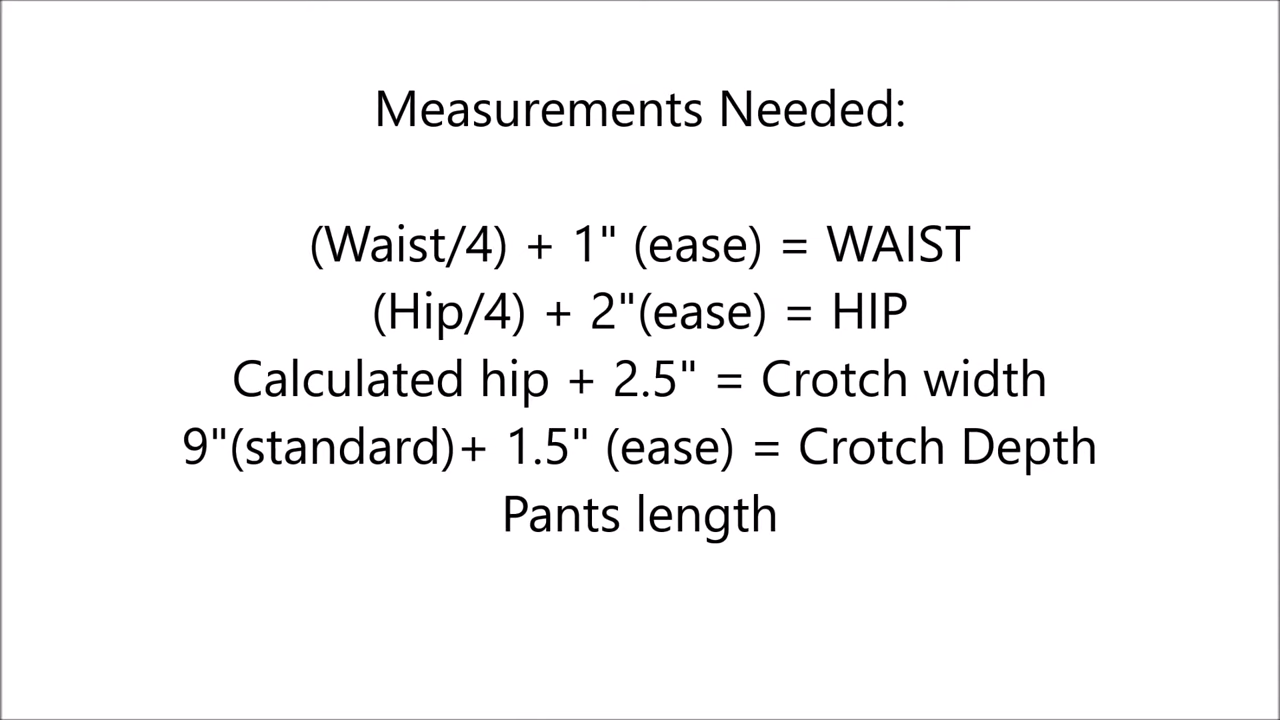 Measurements Needed:
(Waist/4) + 1" (ease) = WAIST
(Hip/4) + 2"(ease) = HIP
Calculated hip + 2.5" = Crotch width
9"(standard)+ 1.5" (ease) = Crotch Depth
Pants length